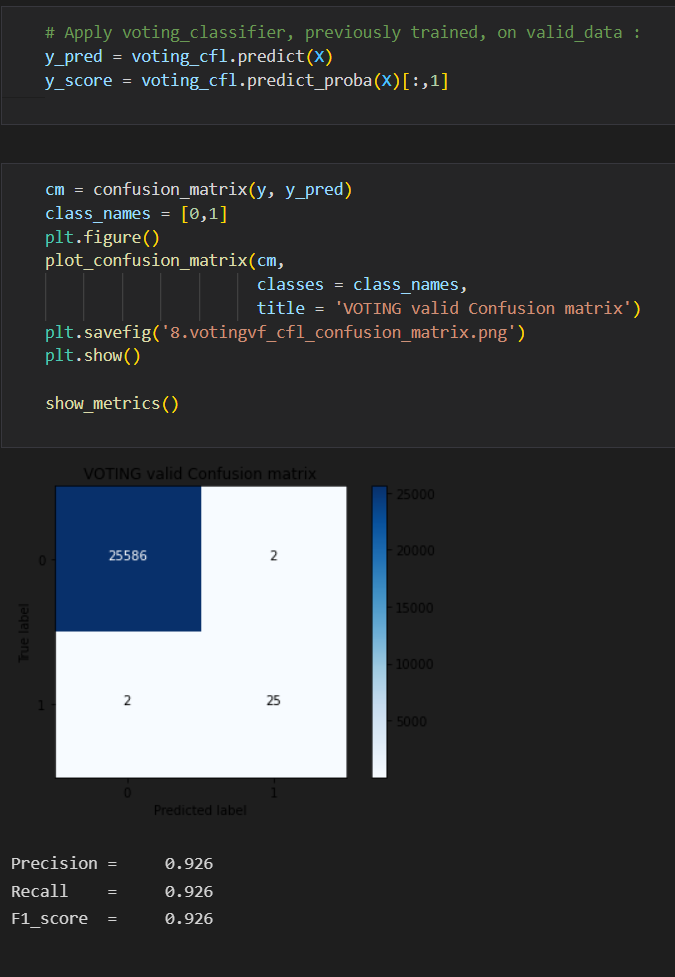 # Apply voting_classifier, previously trained, on valid_data :
y_pred = voting_cfl.predict(X)
y_score = voting_cfl.predict_proba(X)[:,1]
cm = confusion_matrix(y, y_pred)
class_names = [0,1]
plt.figure()
plot_confusion_matrix(cm,
classes = class_names,
title = 'VOTING valid Confusion matrix')
plt.savefig('8.votingvf_cfl_confusion_matrix.png')
plt.show()
show_metrics()
VOTING valid Confusion matrix
25000
20000
15000
10000
5000
0
25586
2
True label
1
2
25
0
1
Predicted label
Precision = 0.926
Recall = 0.926
F1_score = 0.926